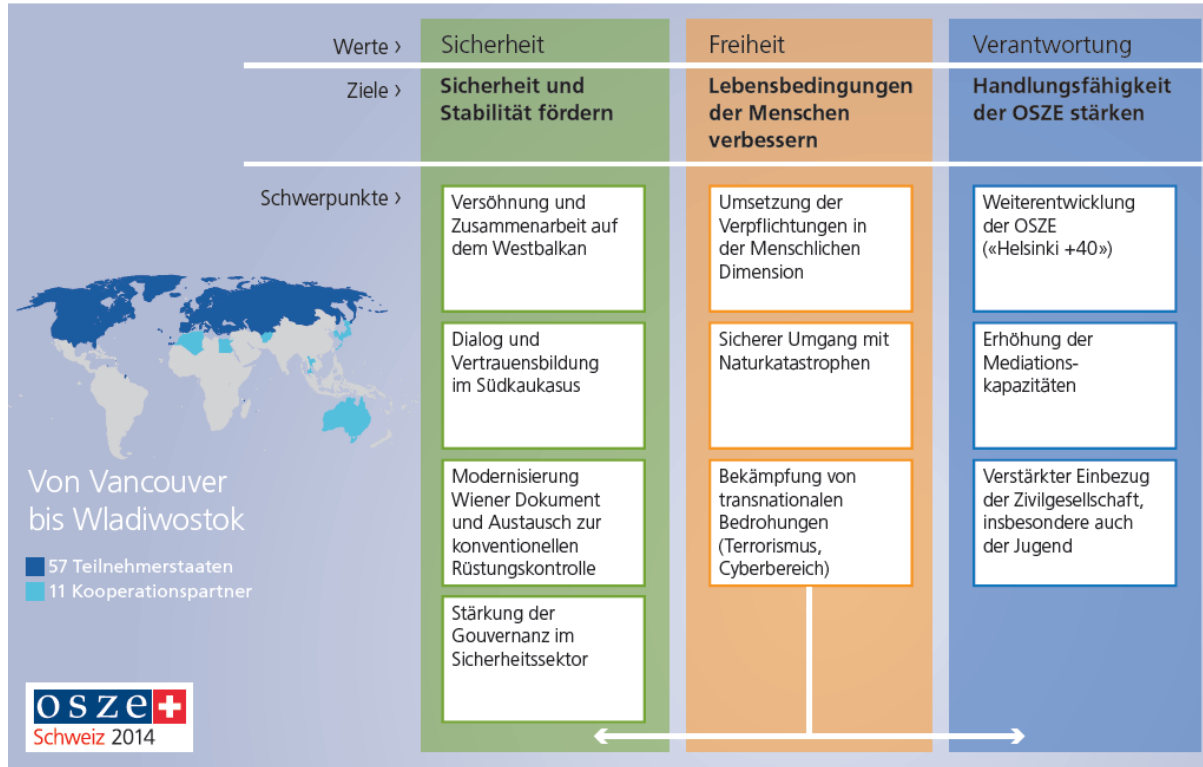 Werte ›
Sicherheit
Freiheit
Verantwortung
Ziele ›
Sicherheit und
Stabilität fördern
Lebensbedingungen
der Menschen
verbessern
Handlungsfähigkeit
der OSZE stärken
Schwerpunkte ›
Versöhnung und
Zusammenarbeit auf
dem Westbalkan
Dialog und
Vertrauensbildung
im Südkaukasus
Modernisierung
Wiener Dokument
und Austausch zur
konventionellen
Rüstungskontrolle
Stärkung der
Gouvernanz im
Sicherheitssektor
Umsetzung der
Verpflichtungen in
der Menschlichen
Dimension
Sicherer Umgang mit
Naturkatastrophen
Bekämpfung von
transnationalen
Bedrohungen
(Terrorismus,
Cyberbereich)
Weiterentwicklung
der OSZE
(«Helsinki +40»)
Erhöhung der
Mediations-
kapazitäten
Verstärkter Einbezug
der Zivilgesellschaft,
insbesondere auch
der Jugend
Von Vancouver
bis Wladiwostok
57 Teilnehmerstaaten
11 Kooperationspartner
osze
Schweiz 2014